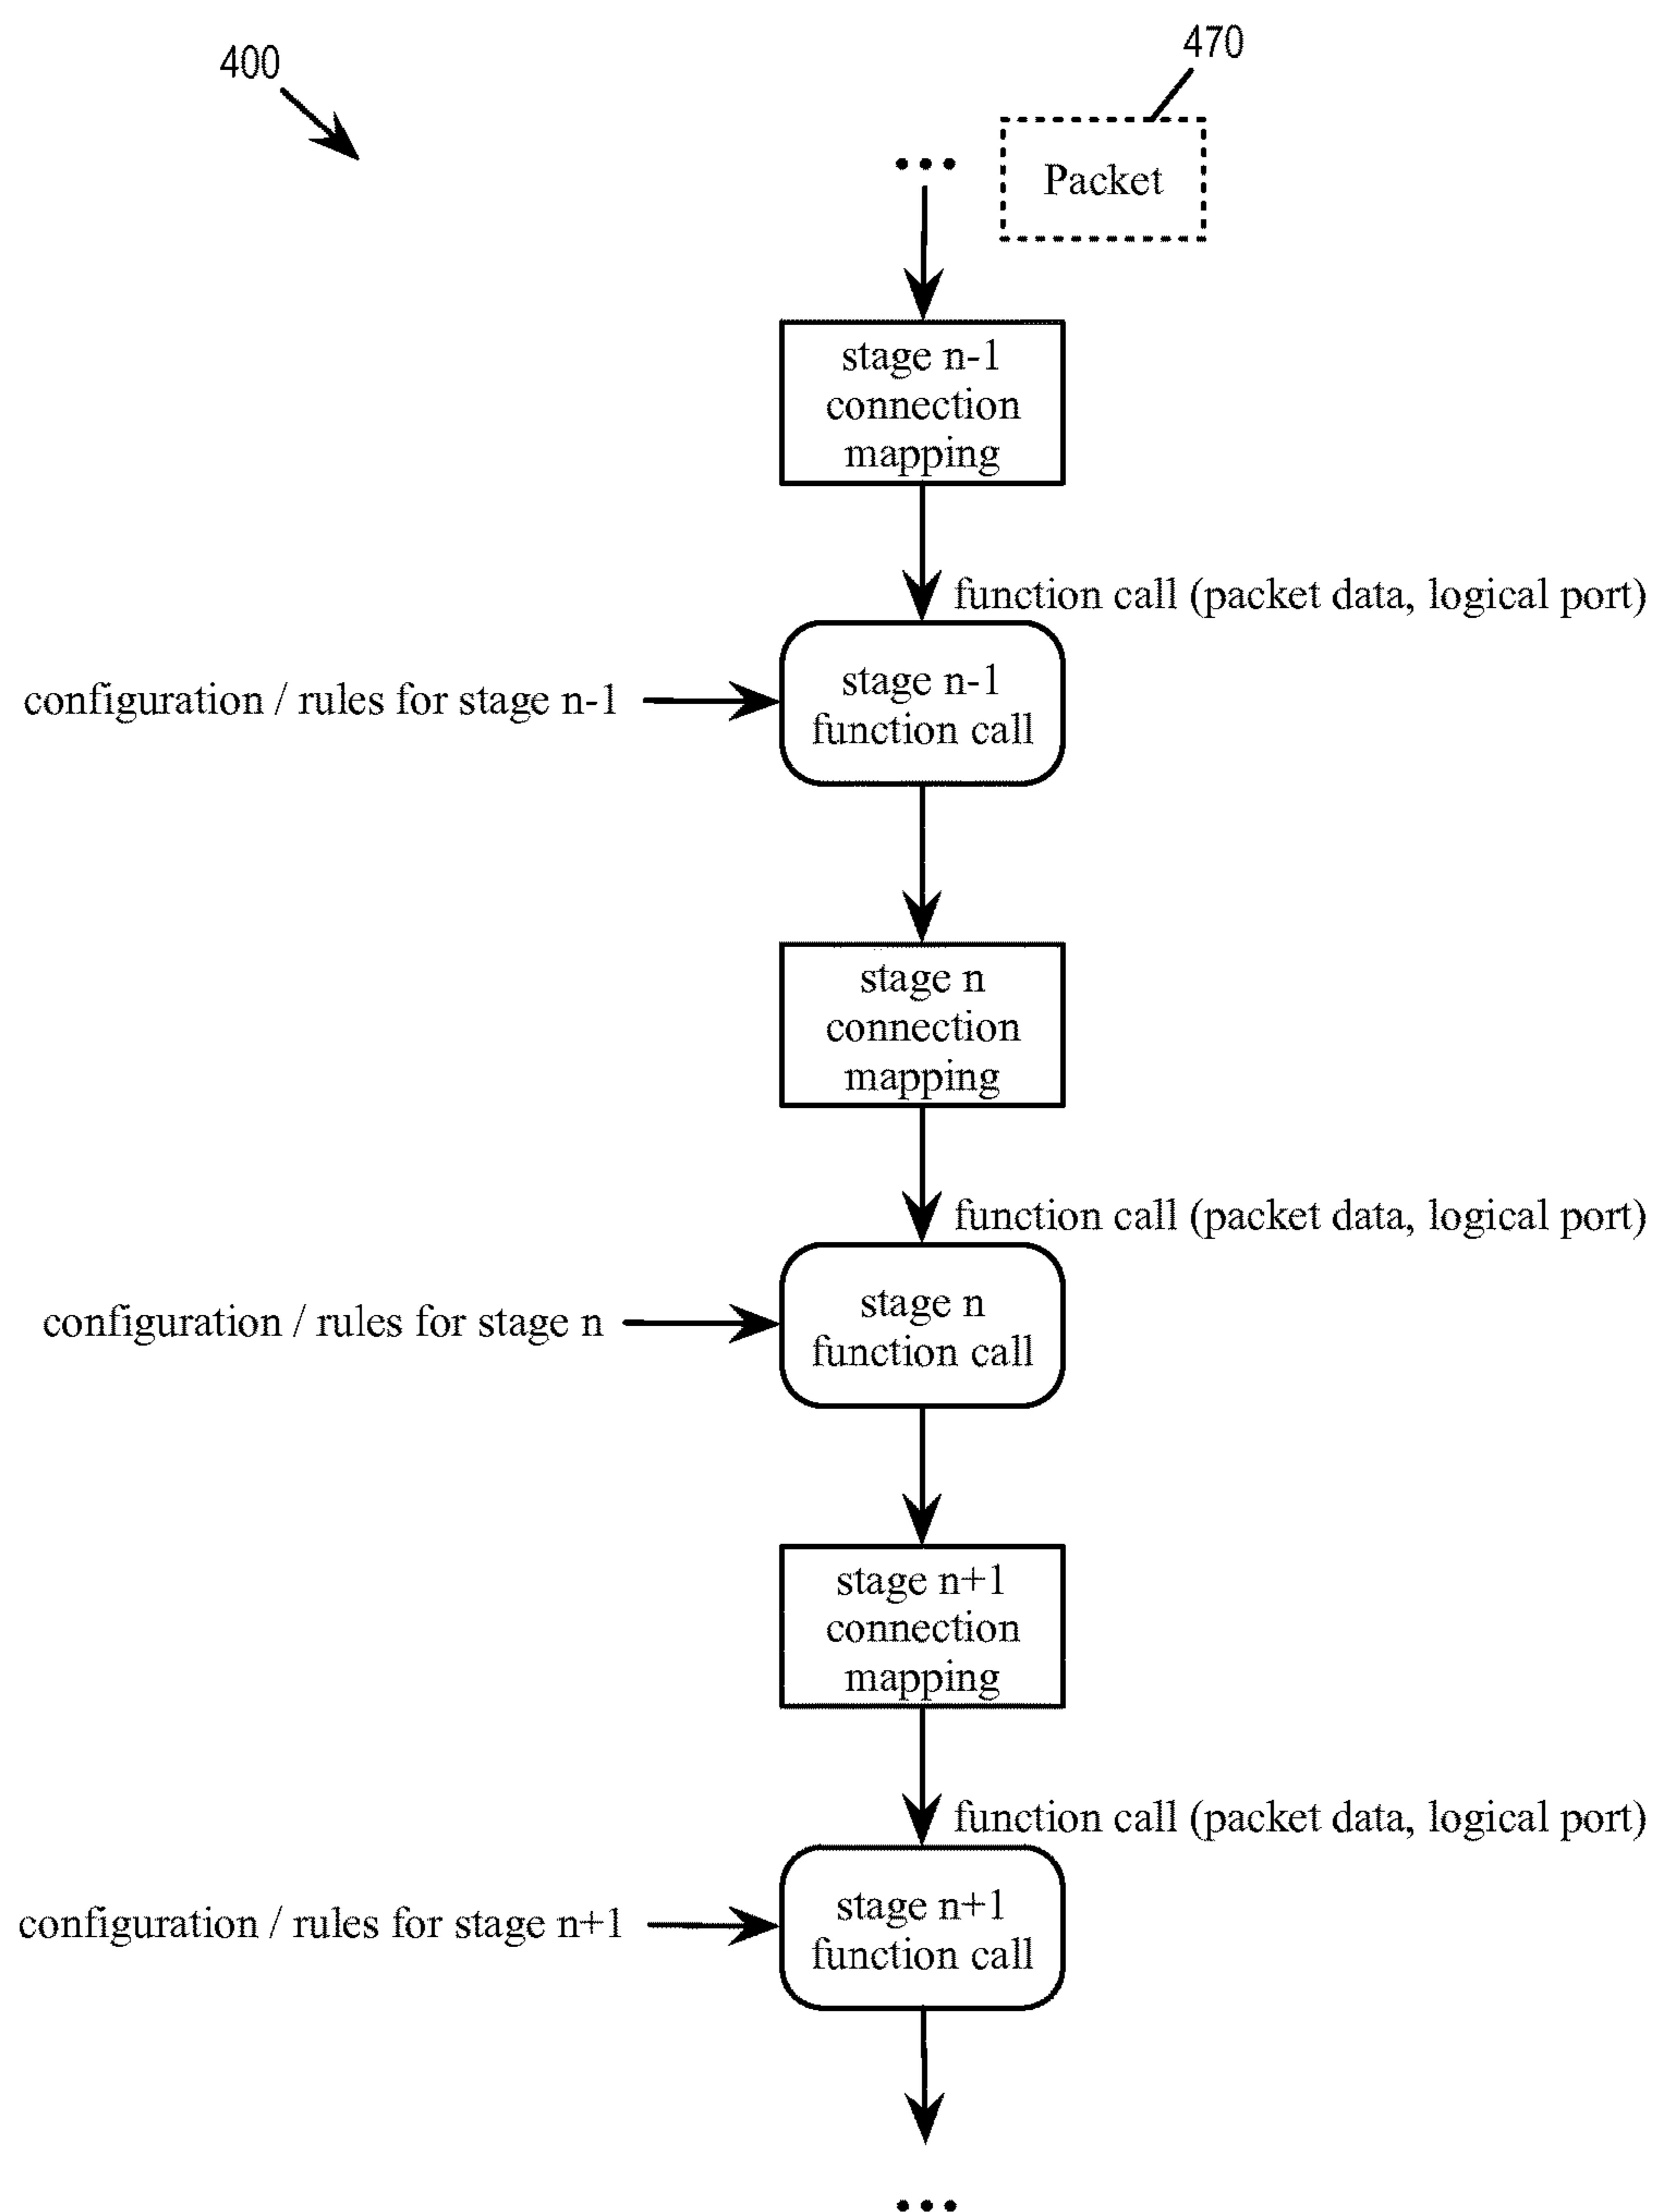 400
470
...
Packet
stage n-1
connection
mapping
function call (packet data, logical port)
configuration / rules for stage n-1
stage n-1
function call
stage n
connection
mapping
function call (packet data, logical port)
configuration / rules for stage n
stage n
function call
stage n+1
connection
mapping
function call (packet data, logical port)
configuration / rules for stage n+1
stage n+1
function call
...